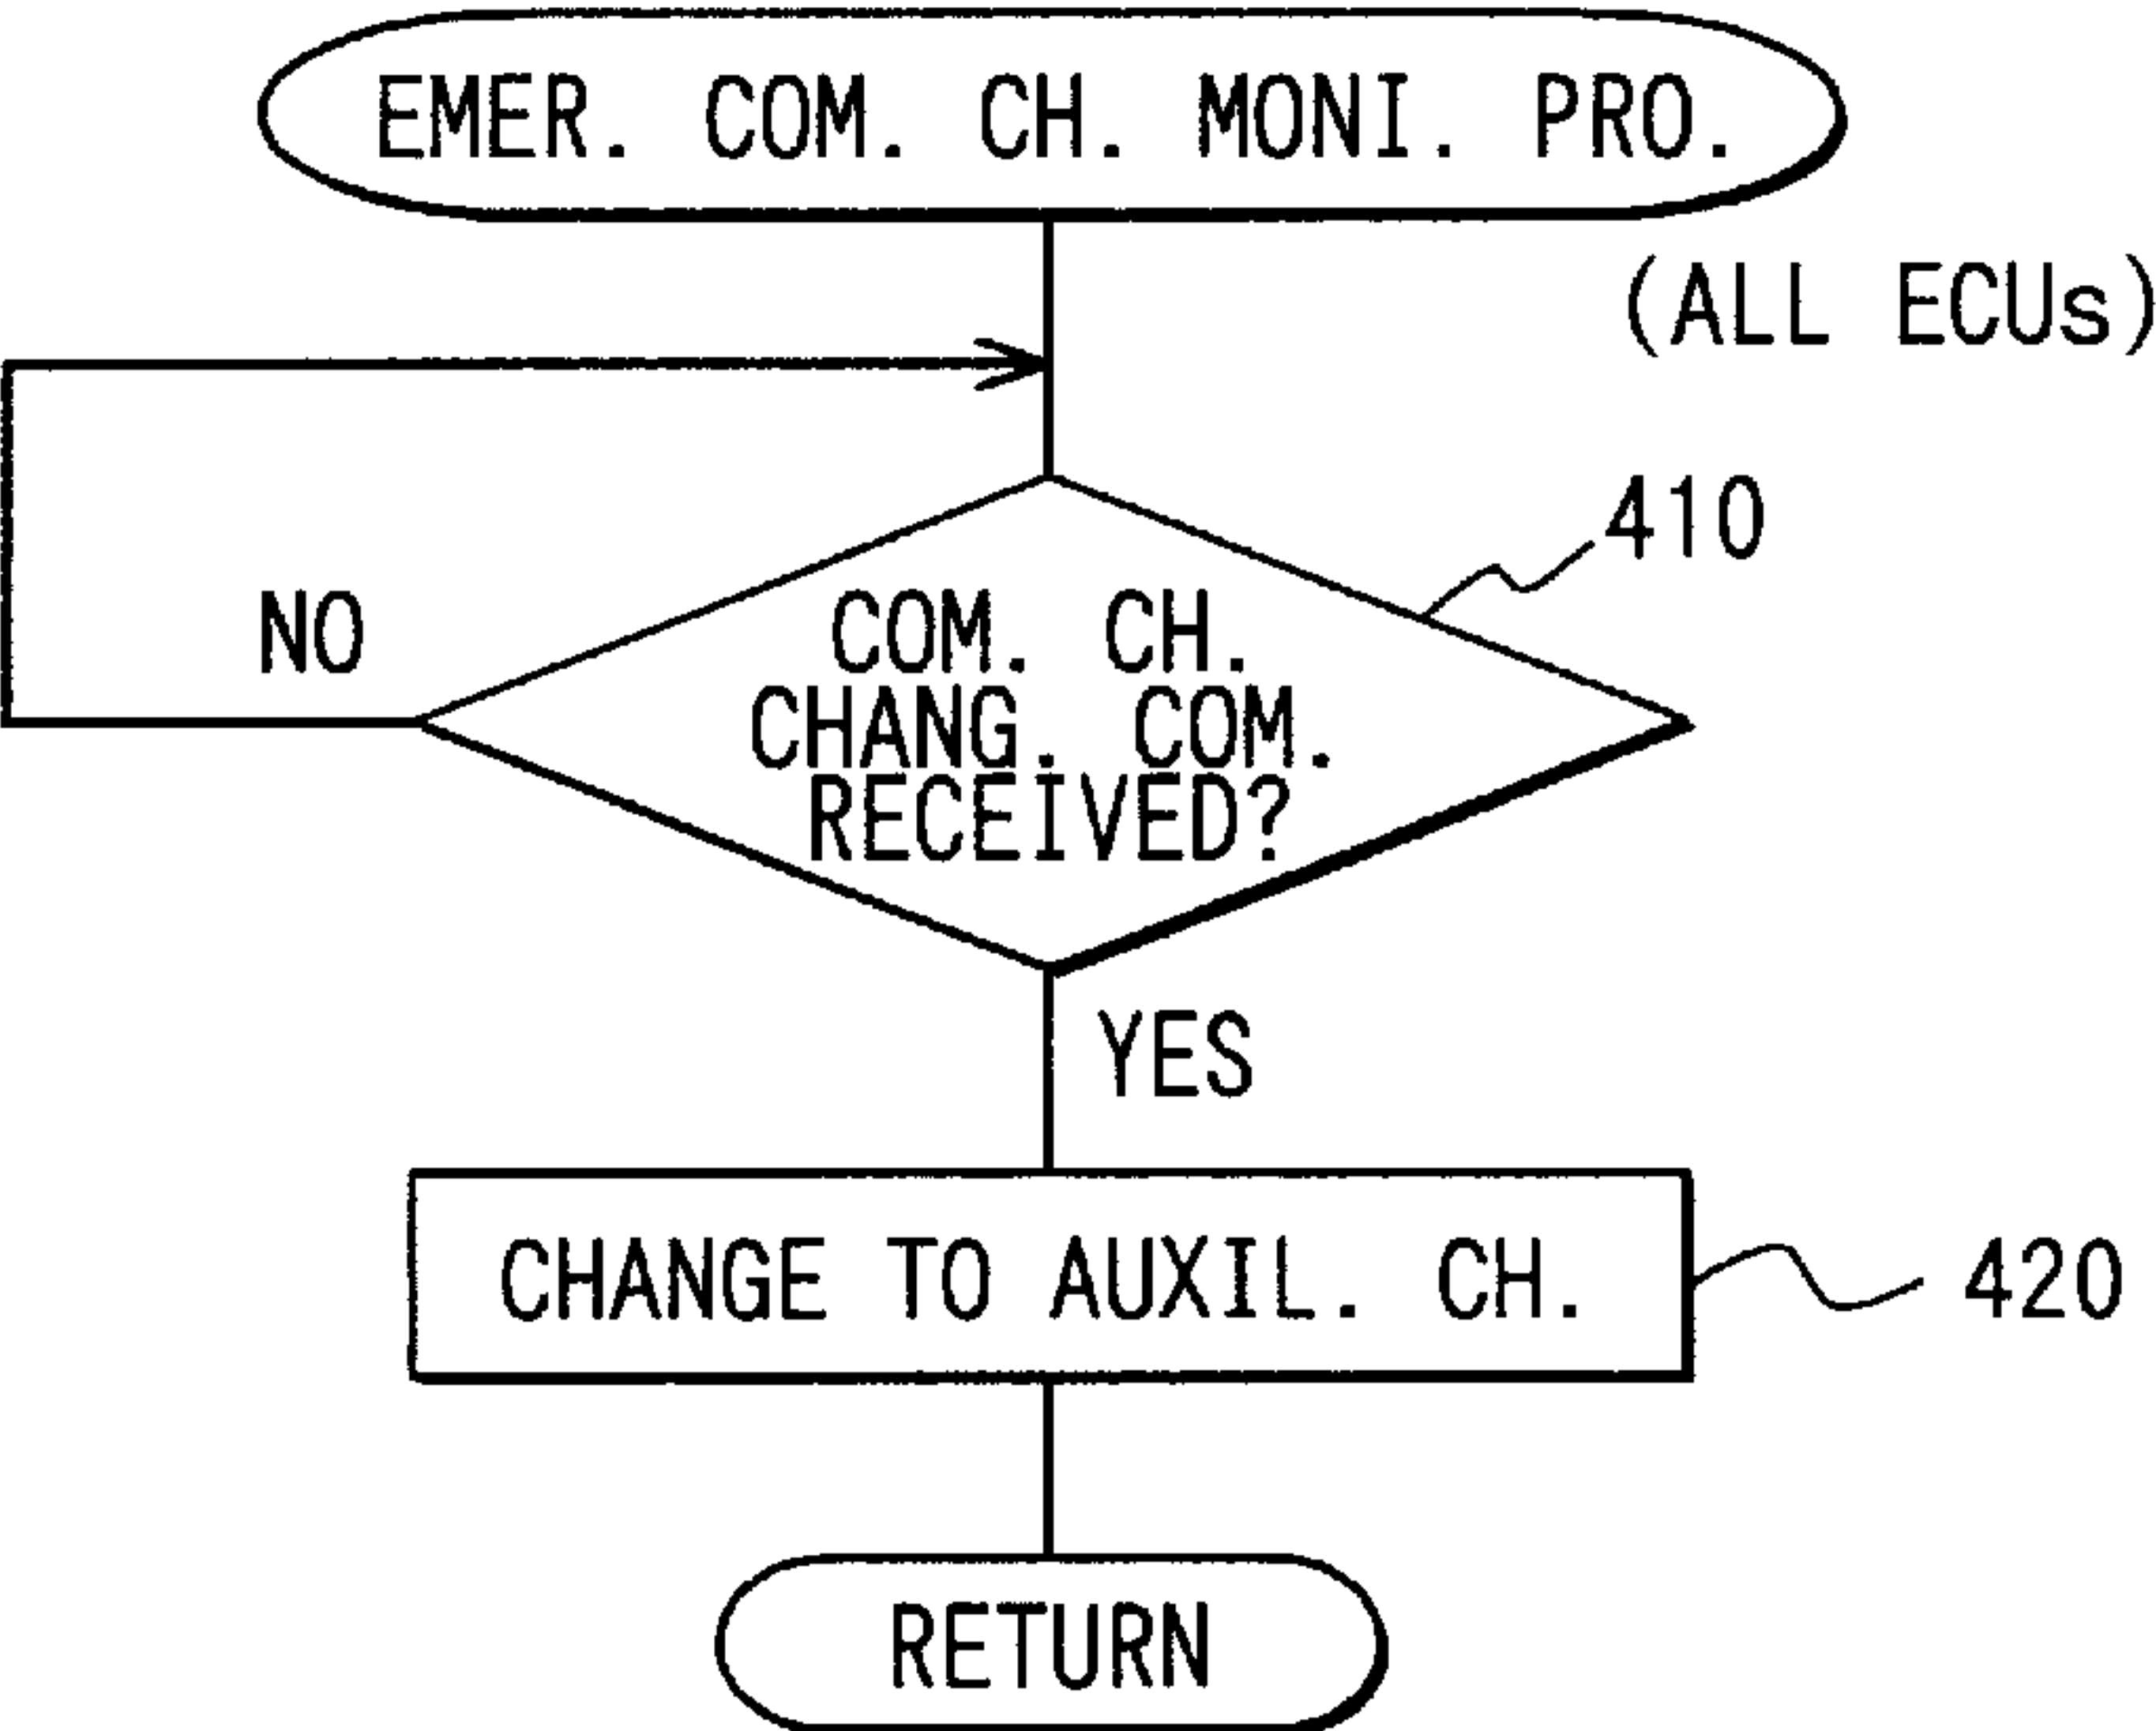 EMER. COM. CH. MONI. PRO.
(ALL ECUs)
410
NO
COM. CH.
CHANG. COM.
RECEIVED?
YES
CHANGE TO AUXIL. CH.
420
RETURN